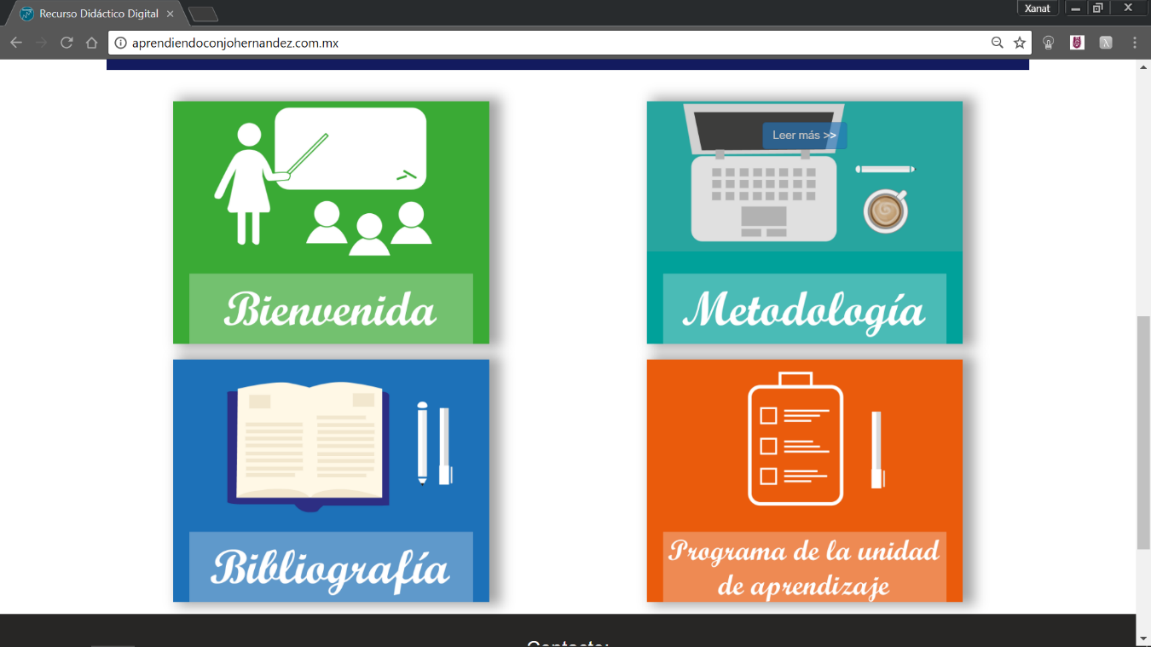 Recurso Didáctico Digital
Xanat
aprendiendoconjohernandez.com.mx
Leer más >>
Bienvenida
Metodología
Bibliografía
Programa de la unidad
de aprendizaje